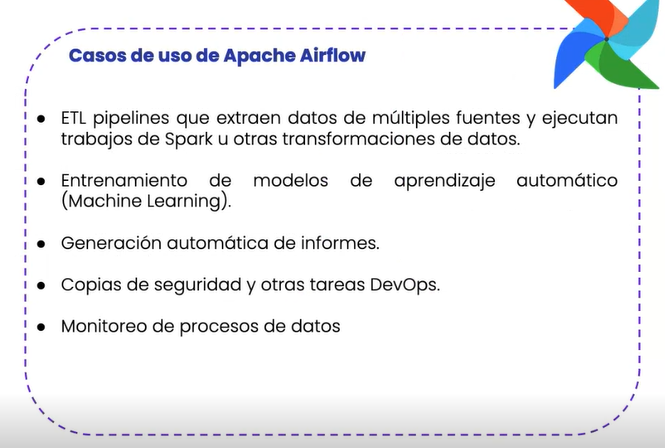 Casos de uso de Apache Airflow
● ETL pipelines que extraen datos de múltiples fuentes y ejecutan
trabajos de Spark u otras transformaciones de datos.
● Entrenamiento de modelos de aprendizaje automático
(Machine Learning).
● Generación automática de informes.
● Copias de seguridad y otras tareas DevOps.
● Monitoreo de procesos de datos